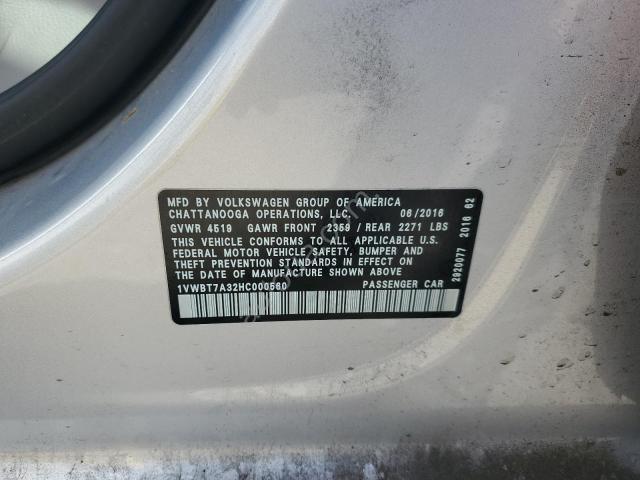 MFD BY VOLKSWAGEN GROUP OF AMERICA
CHATTANOOGA OPERATIONS, LLC 06/2016
GVWR 4519 GAWR FRONT 2359 / REAR 2271 LBS
THIS VEHICLE CONFORMS TO ALL APPLICABLE U.S.
FEDERAL MOTOR VEHICLE SAFETY, BUMPER AND
THEFT PREVENTION STANDARDS IN EFFECT ON THE
DATE OF MANUFACTURE SHOWN ABOVE
1VWBT7A32HC000560 PASSENGER CAR
2920077 2016 62